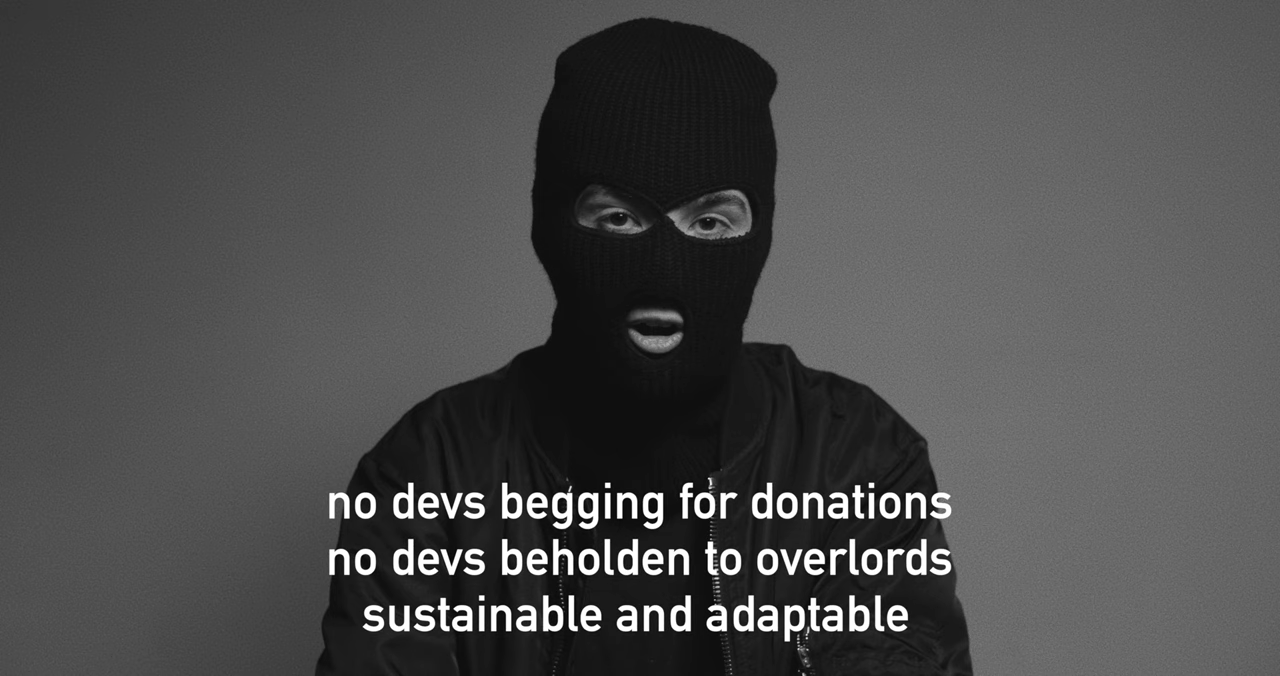 no devs begging for donations
no devs beholden to overlords
sustainable and adaptable